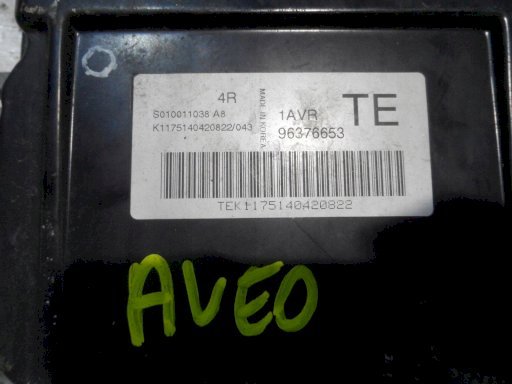 4R
S010011038 A8
K1175140420822/043
MADE IN KOREA
1AVR
TE
96376653
TEK1175140420822
AVEO